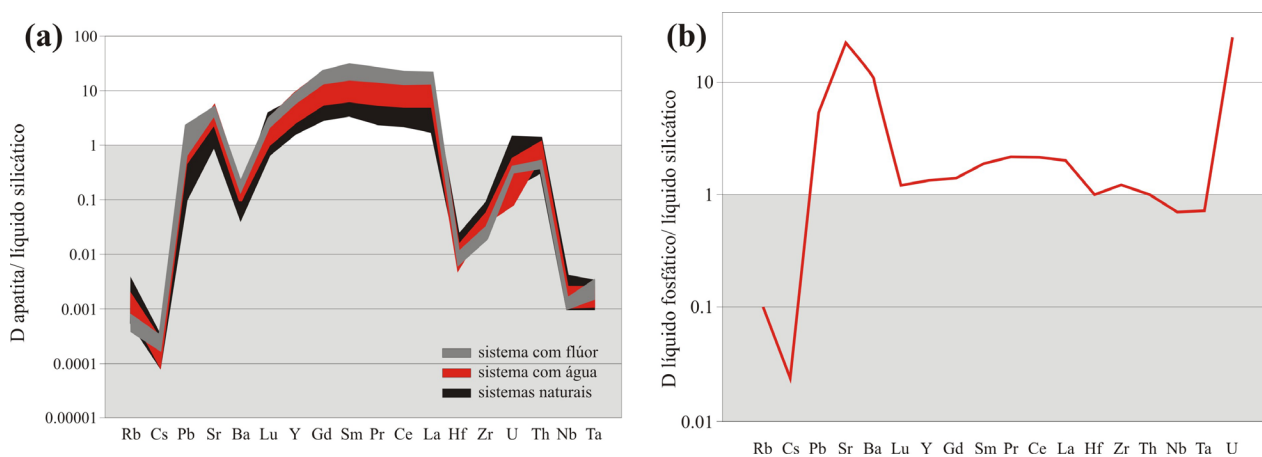 (a)
D apatita/ líquido silicático
100
10
1
0.1
0.01
0.001
0.0001
0.00001
sistema com flúor
sistema com água
sistemas naturais
Rb Cs Pb Sr Ba Lu Y Gd Sm Pr Ce La Hf Zr U Th Nb Ta
(b)
D líquido fosfático/ líquido silicático
10
1
0.1
0.01
Rb Cs Pb Sr Ba Lu Y Gd Sm Pr Ce La Hf Zr Th Nb Ta U